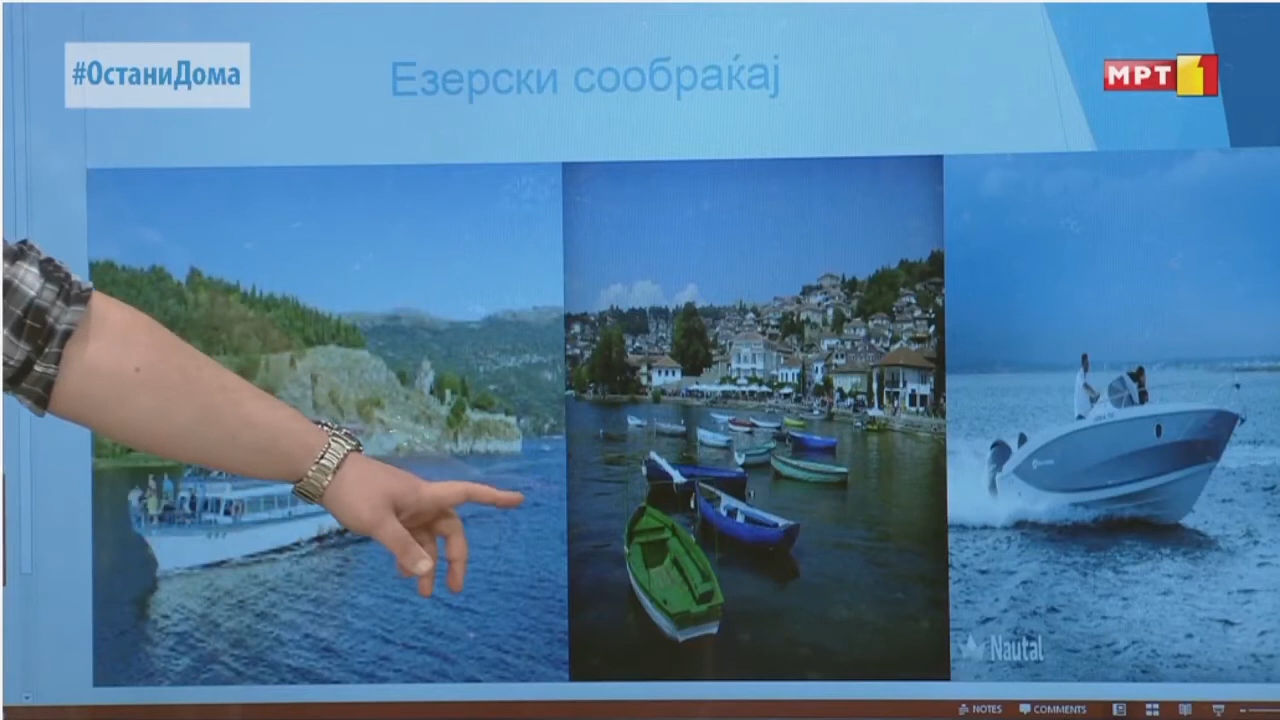 #ОстаниДома
Езерски сообраќај
МРТ 1
Nautal
NOTES
COMMENTS